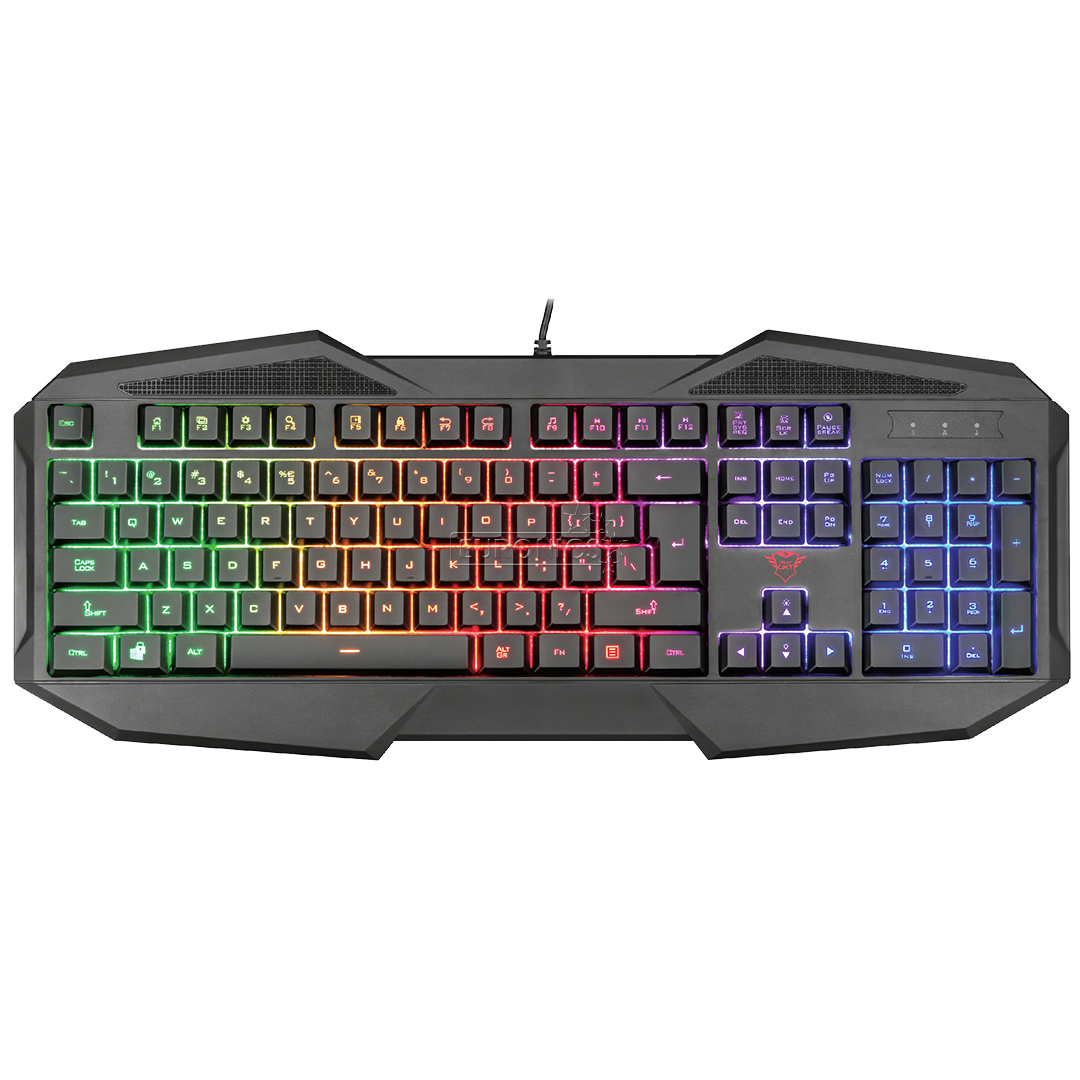 Esc F1 F2 F3 F4 F5 F6 F7 F8 F9 F10 F11 F12 Prt Sys Req Scr Lk Pause Break
~ ! 1 @ 2 # 3 $ 4 %€ 5 ^ 6 & 7 * 8 ( 9 ) 0 - + = ← Ins Home Pg Up Num Lock / * -
Tab Q W E R T Y U I O P { [ } ↵ Del End Pg Dn 7 Home 8 9 PgUp +
Caps Lock A S D F G H J K L : ; " ' | \ 4 5 6
⇧ Shift Z X C V B N M < , > . ? / Shift ⇧ ▲ 1 End 2 3 PgDn ↵
Ctrl Alt Alt Gr Fn Ctrl ◄ ▼ ► 0 Ins . Del
EUROLINCS